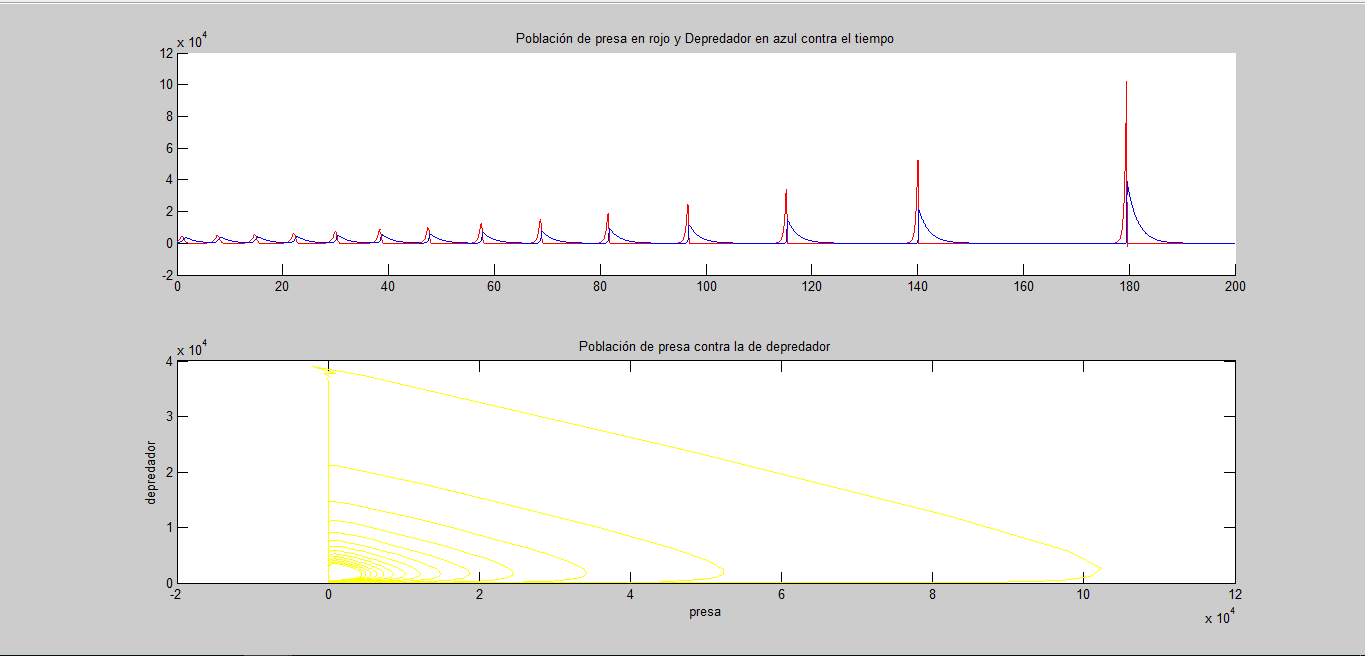 Población de presa en rojo y Depredador en azul contra el tiempo
x 10^4
12
10
8
6
4
2
0
-2
0 20 40 60 80 100 120 140 160 180 200
Población de presa contra la de depredador
x 10^4
4
3
2
1
0
depredador
-2 0 2 4 6 8 10 12
presa
x 10^4